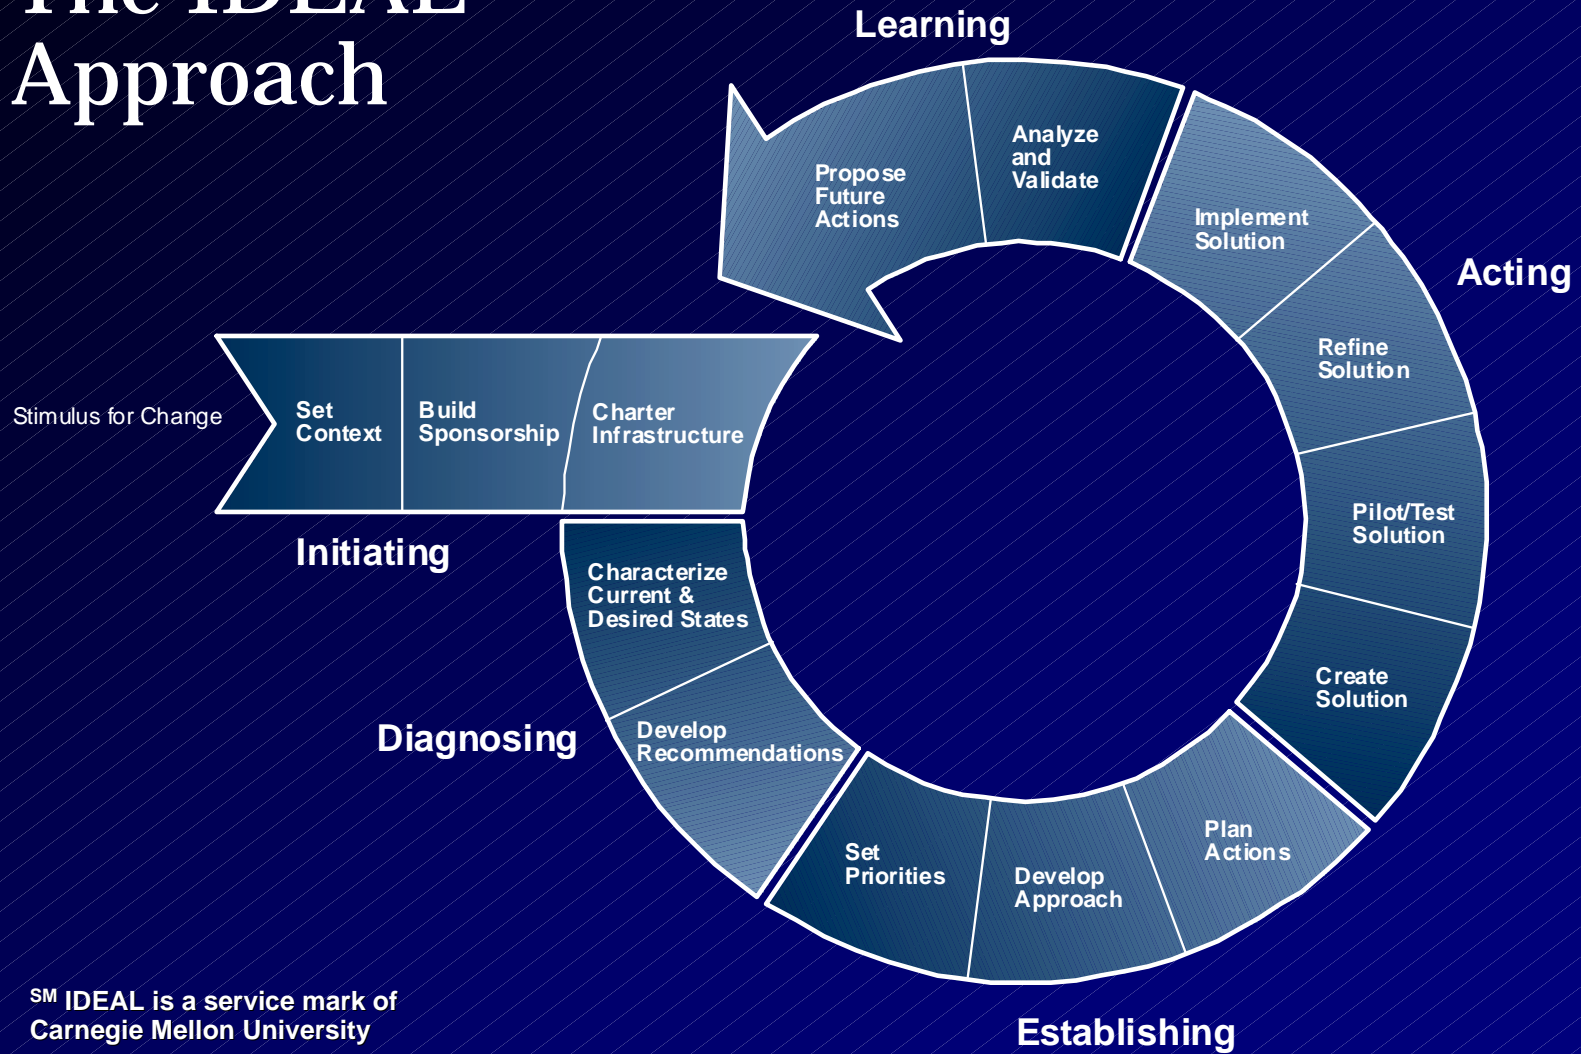 The IDEAL
Approach
Learning
Analyze
and
Validate
Propose
Future
Actions
Implement
Solution
Acting
Refine
Solution
Stimulus for Change
Set
Context
Build
Sponsorship
Charter
Infrastructure
Pilot/Test
Solution
Initiating
Characterize
Current &
Desired States
Create
Solution
Diagnosing
Develop
Recommendations
Plan
Actions
Set
Priorities
Develop
Approach
SM IDEAL is a service mark of
Carnegie Mellon University
Establishing